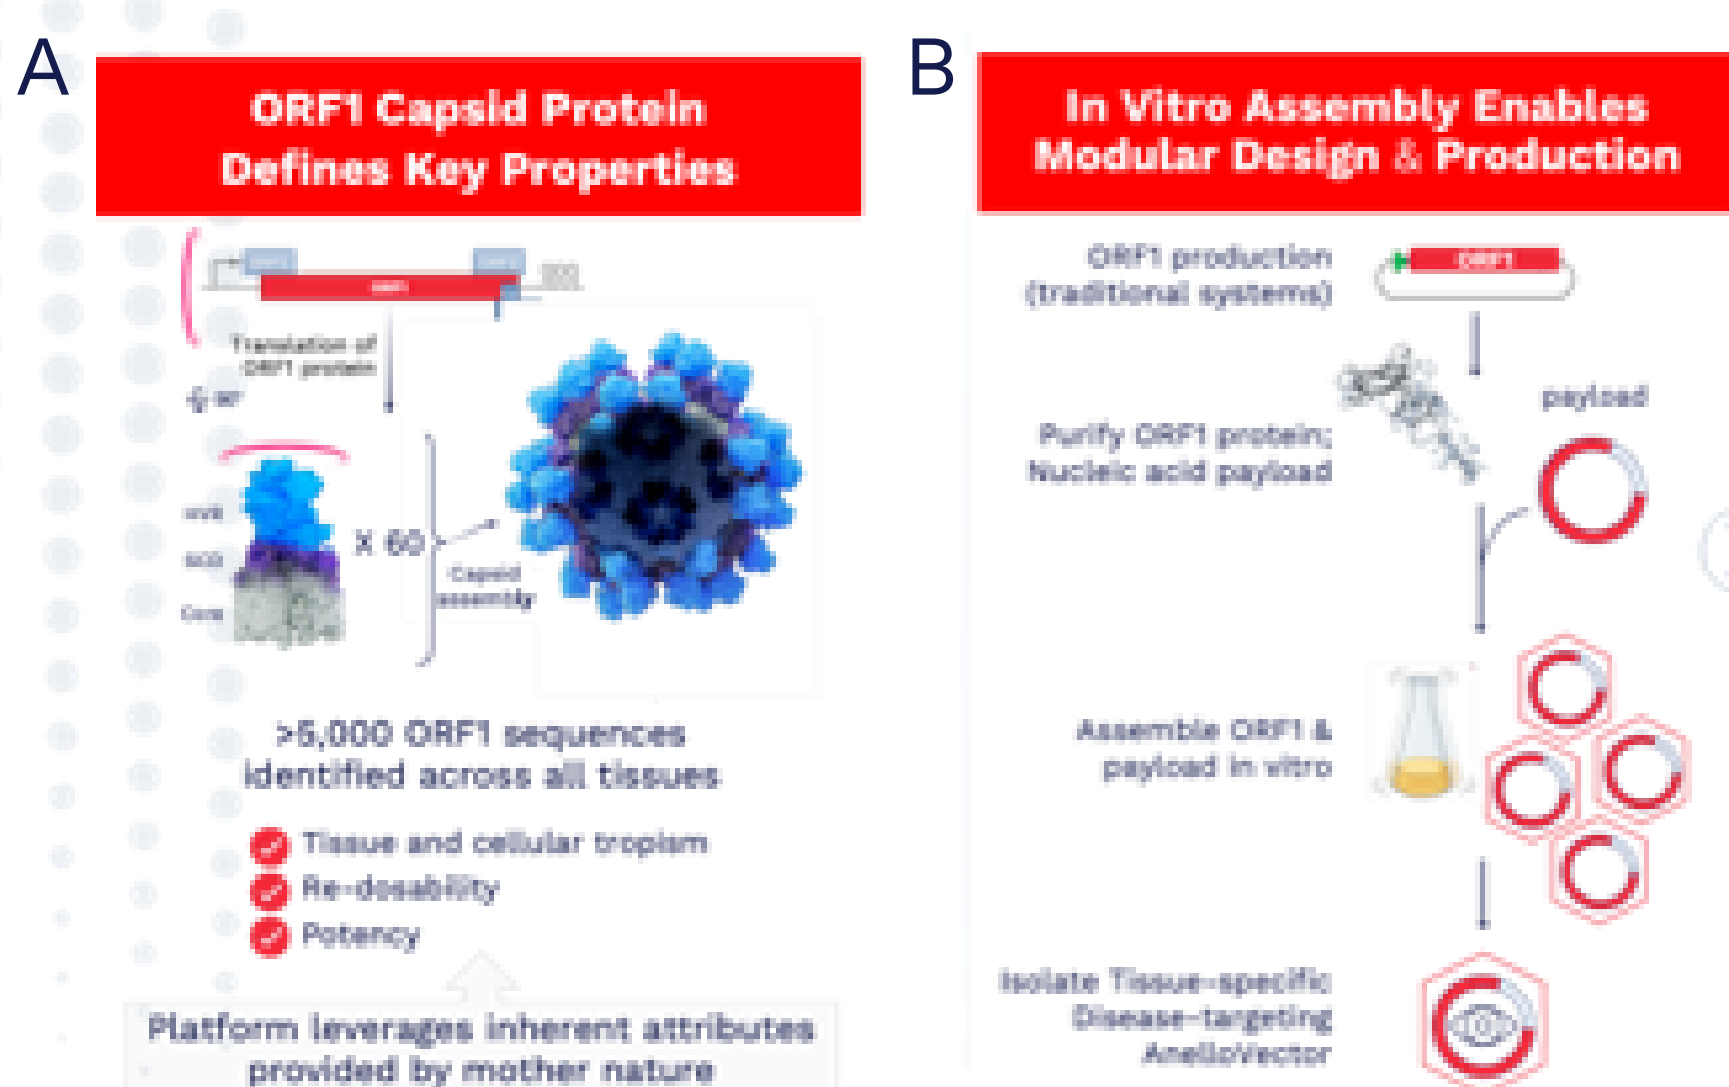 A
ORF1 Capsid Protein
Defines Key Properties
ORF1
Translation of
ORF1 protein
90°
X 60
Core
Capsid
assembly
>5,000 ORF1 sequences
identified across all tissues
Tissue and cellular tropism
Re-dosability
Potency
Platform leverages inherent attributes
provided by mother nature
B
In Vitro Assembly Enables
Modular Design & Production
ORF1 production
(traditional systems)
ORF1
payload
Purify ORF1 protein;
Nucleic acid payload
Assemble ORF1 &
payload in vitro
Isolate Tissue-specific
Disease-targeting
AnelloVector